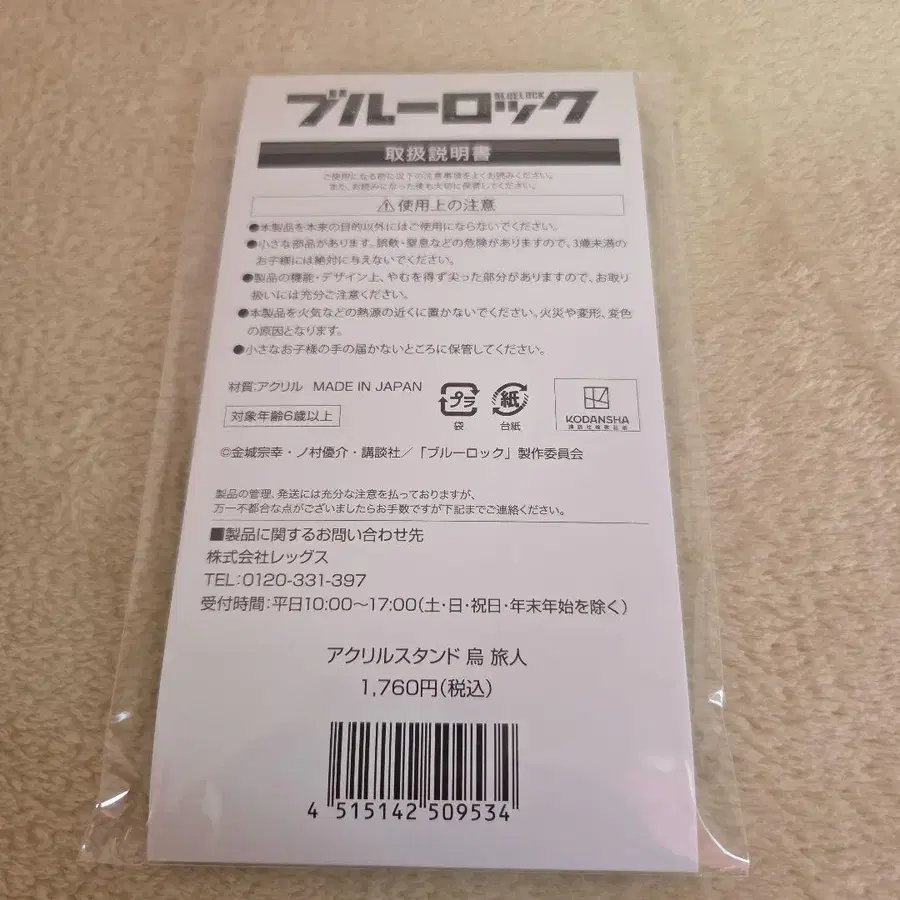 ブルーロック
BLUELOCK
取扱説明書
ご使用になる前に以下の注意事項をよくお読みください。
また、お読みになった後も大切に保管してください。
⚠使用上の注意
●本製品を本来の目的以外にはご使用にならないでください。
●小さな部品があります。誤飲・窒息などの危険がありますので、3歳未満の
お子様には絶対に与えないでください。
●製品の機能・デザイン上、やむを得ず尖った部分がありますので、お取り
扱いには充分ご注意ください。
●本製品を火気などの熱源の近くに置かないでください。火災や変形、変色
の原因となります。
●小さなお子様の手の届かないところに保管してください。
材質:アクリル MADE IN JAPAN
対象年齢6歳以上
プラ
袋
紙
台紙
KODANSHA
©金城宗幸・ノ村優介・講談社/「ブルーロック」製作委員会
製品の管理、発送には充分な注意を払っておりますが、
万一不都合な点がございましたらお手数ですが下記までご連絡ください。
■製品に関するお問い合わせ先
株式会社レッグス
TEL:0120-331-397
受付時間:平日10:00〜17:00(土・日・祝日・年末年始を除く)
アクリルスタンド 烏 旅人
1,760円(税込)
4 515142 509534